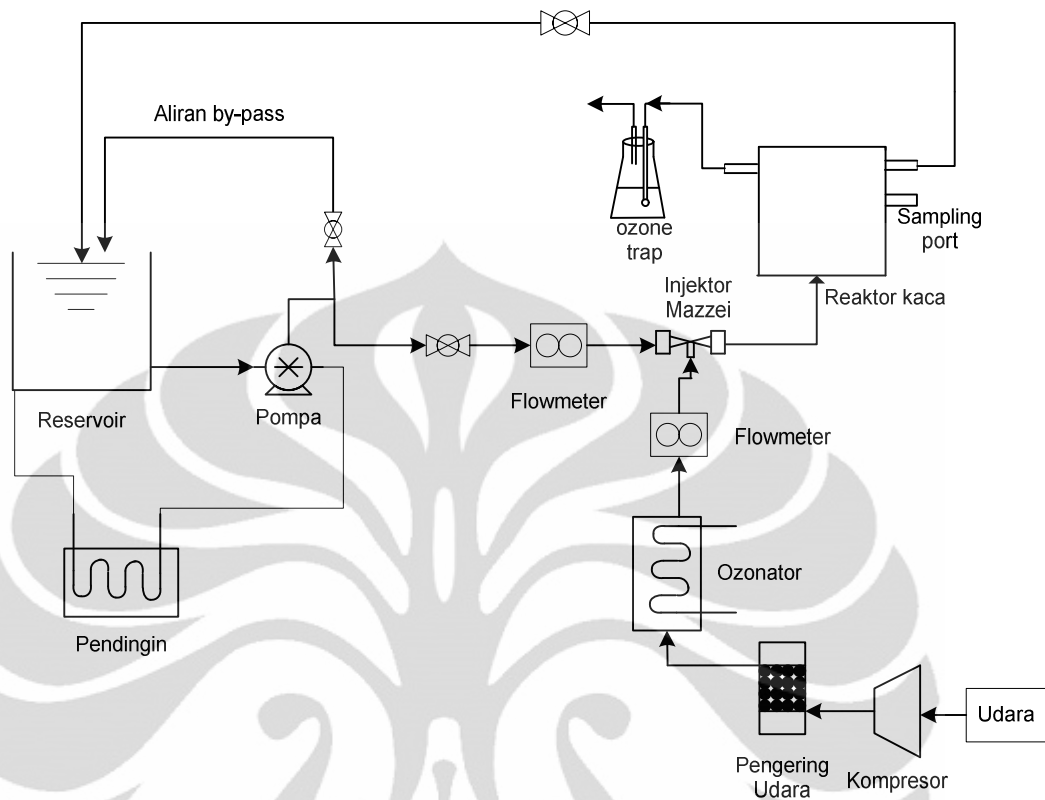 Aliran by-pass
ozone
trap
Sampling
port
Injektor
Mazzei
Reaktor kaca
Reservoir
Pompa
Flowmeter
Flowmeter
Ozonator
Pendingin
Udara
Pengering
Udara
Kompresor